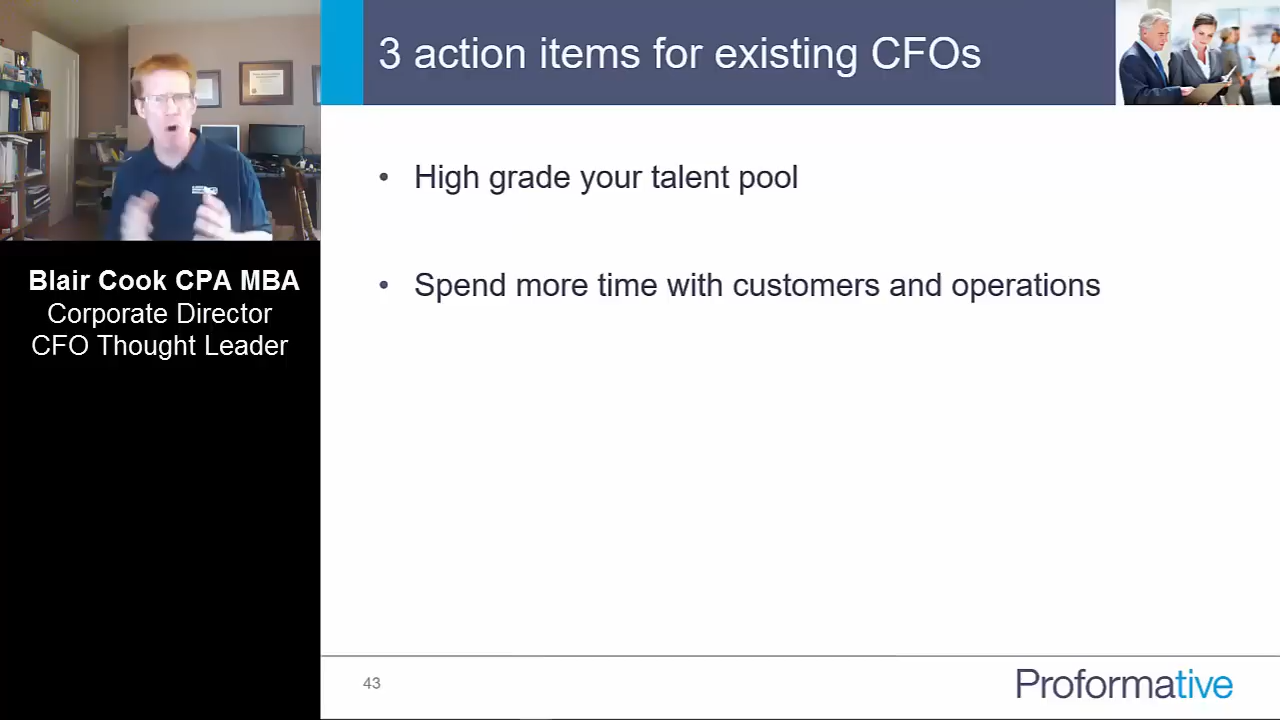 3 action items for existing CFOs
• High grade your talent pool
• Spend more time with customers and operations
Blair Cook CPA MBA
Corporate Director
CFO Thought Leader
43
Proformative